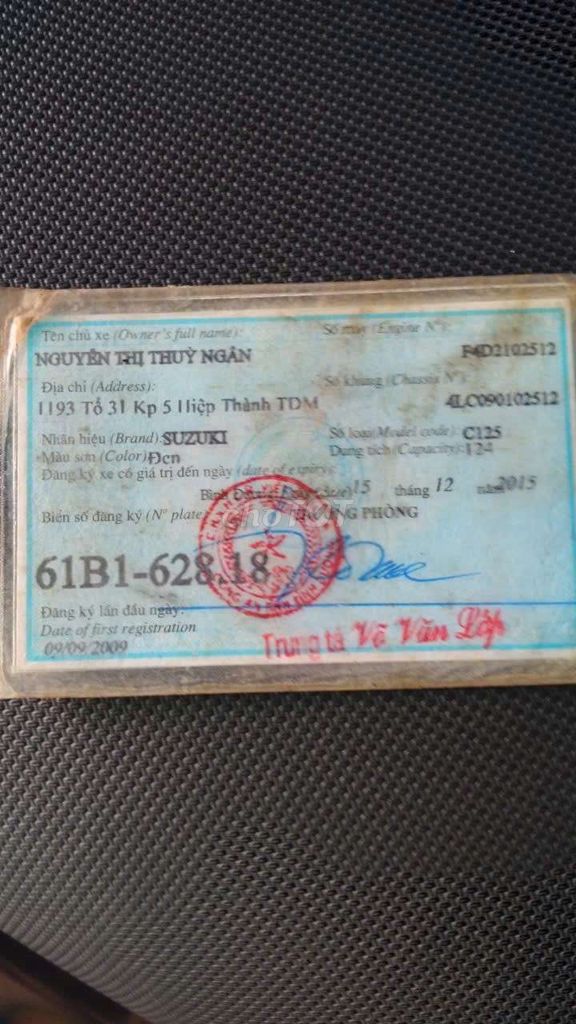 Tên chủ xe (Owner's full name): Số máy (Engine N°):
NGUYỄN THỊ THUỲ NGÂN F4D2102512
Địa chỉ (Address): Số khung (Chassis N°):
1193 Tổ 31 Kp 5 Hiệp Thành TDM 4LC090102512
Nhãn hiệu (Brand): SUZUKI Số loại (Model code): C125
Màu sơn (Color) Đen Dung tích (Capacity): 124
Đăng ký xe có giá trị đến ngày (date of expiry):
Bình 15 tháng 12 năm 2015
Biển số đăng ký (N° plate) TRƯỞNG PHÒNG
61B1-628.18
Đăng ký lần đầu ngày:
Date of first registration
09/09/2009
Trung tá Võ Văn Lớp